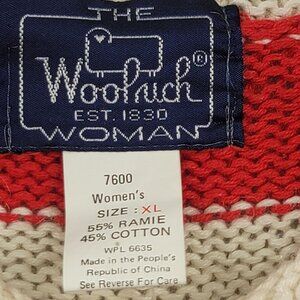 THE
Woolrich®
EST. 1830
WOMAN
7600
Women's
SIZE: XL
55% RAMIE
45% COTTON
WPL 6635
Made in the People's
Republic of China
See Reverse For Care